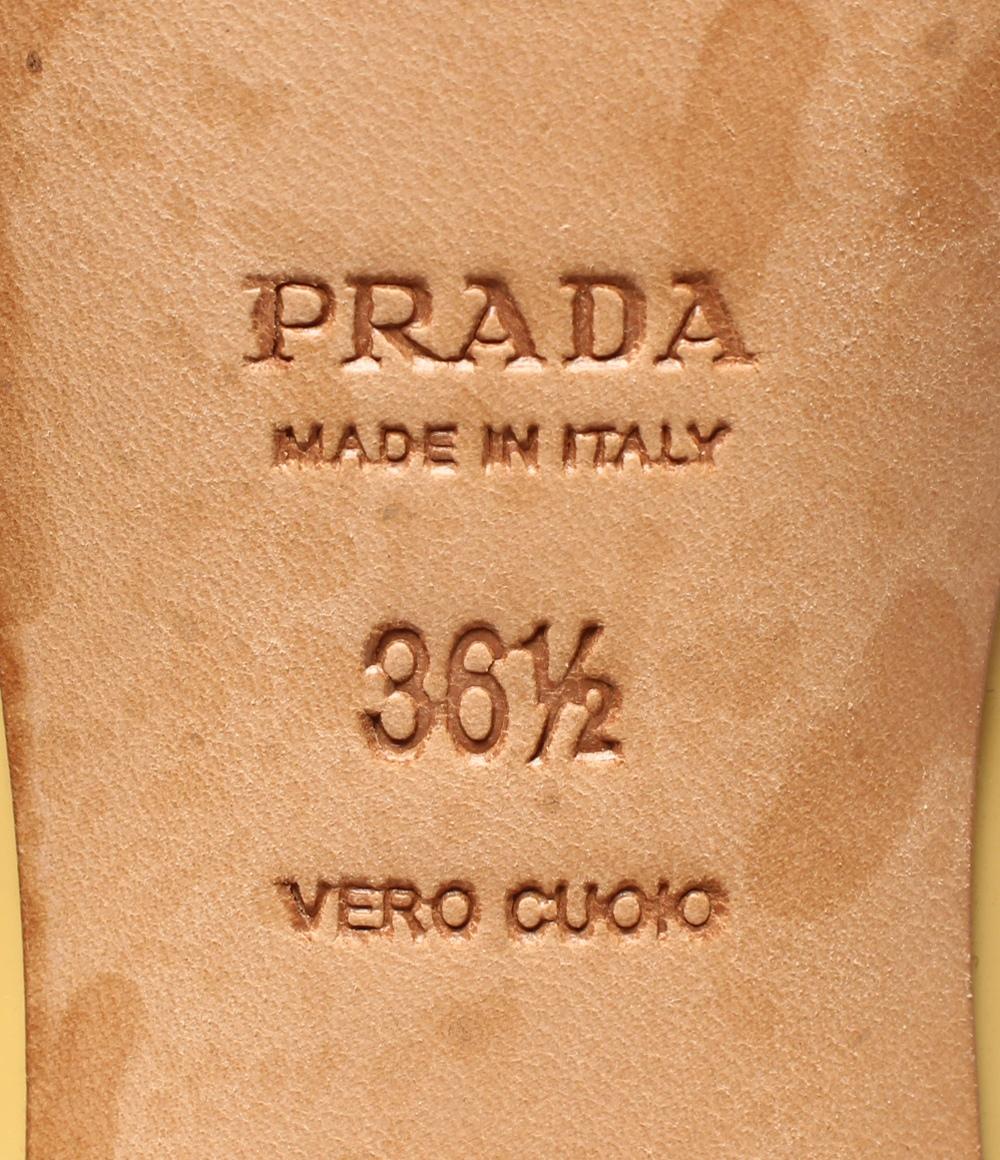 PRADA
MADE IN ITALY
36½
VERO CUOIO